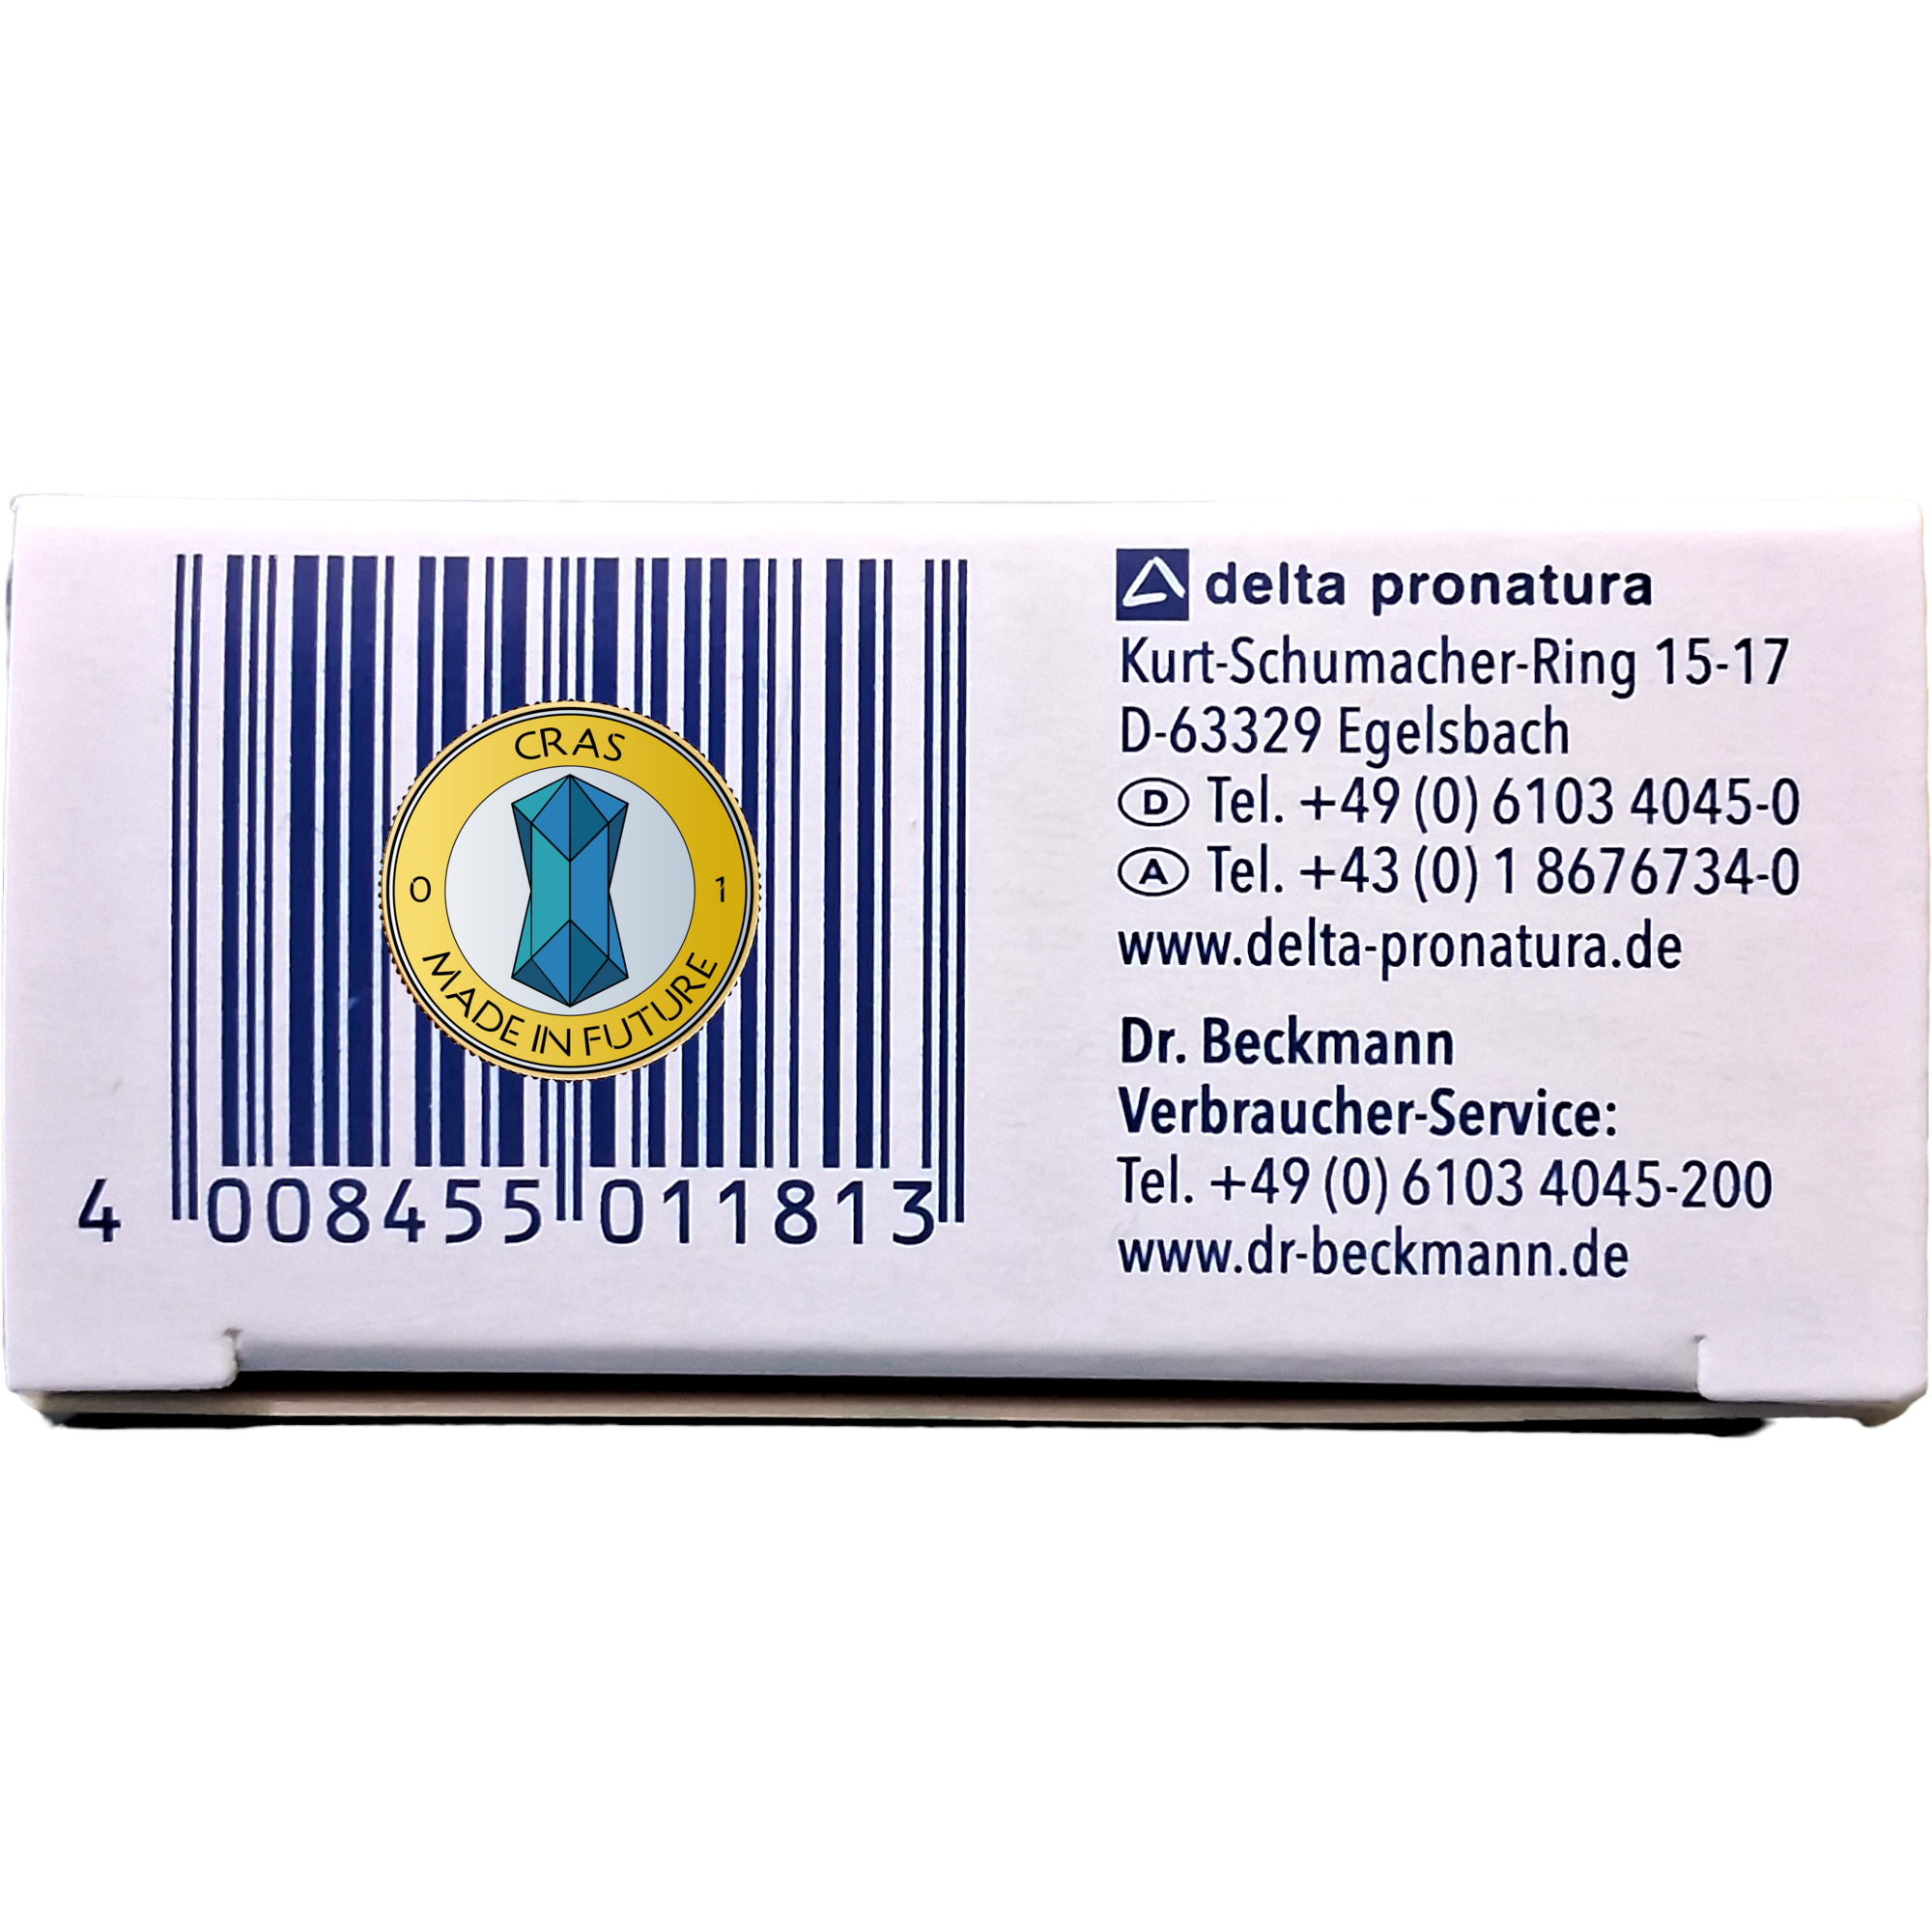 CRAS
0 1
MADE IN FUTURE
4 008455 011813
delta pronatura
Kurt-Schumacher-Ring 15-17
D-63329 Egelsbach
D Tel. +49 (0) 6103 4045-0
A Tel. +43 (0) 1 8676734-0
www.delta-pronatura.de
Dr. Beckmann
Verbraucher-Service:
Tel. +49 (0) 6103 4045-200
www.dr-beckmann.de